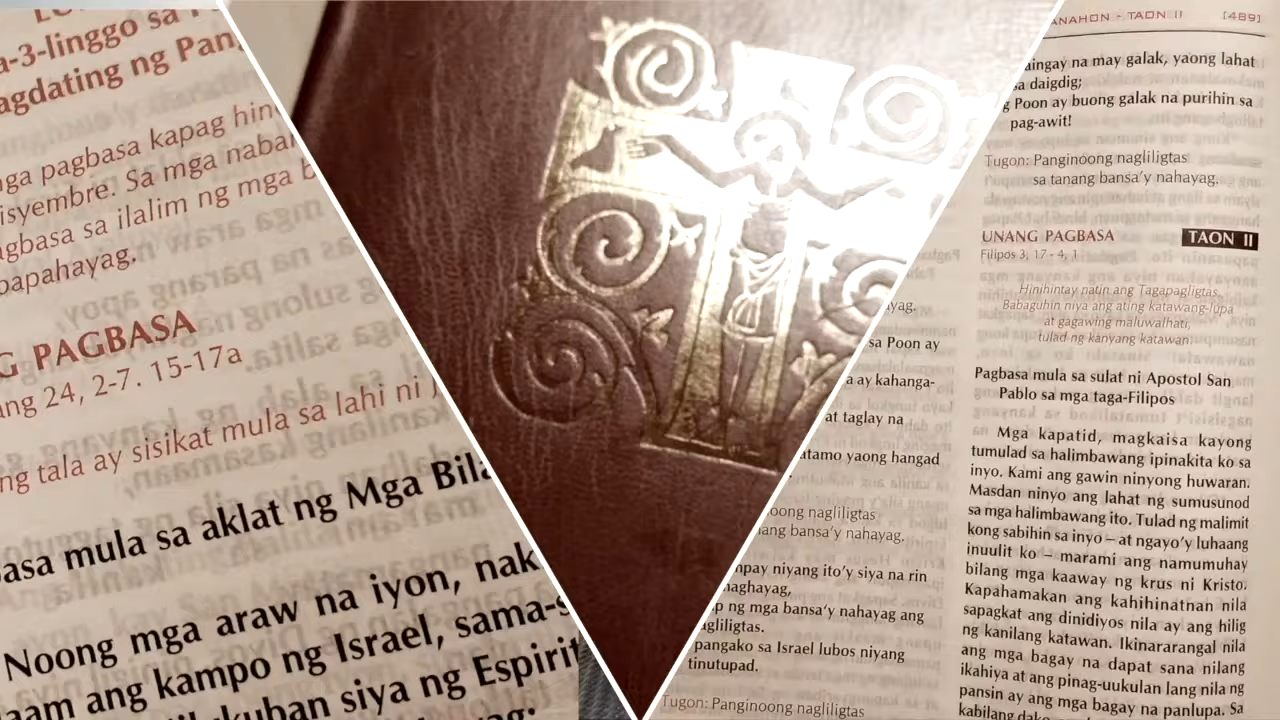 a-3-linggo sa
agdating ng Pan
nga pagbasa kapag hin
isyembre. Sa mga
agbasa sa ilalim ng mga
papahayag.
G PAGBASA
ang 24, 2-7. 15-17a
ng tala ay sisikat mula sa lahi ni
basa mula sa aklat ng Mga Bila
Noong mga araw na iyon, nak
ang kampo ng Israel, sama-s
siya ng Espirit
ANAHON - TAON II [489]
aingay na may galak, yaong lahat
sa daigdig;
g Poon ay buong galak na purihin sa
pag-awit!
Tugon: Panginoong nagliligtas
sa tanang bansa'y nahayag.
UNANG PAGBASA TAON II
Filipos 3, 17 - 4, 1
Hinihintay natin ang Tagapagligtas.
Babaguhin niya ang ating katawang-lupa
at gagawing maluwalhati,
tulad ng kanyang katawan.
Pagbasa mula sa sulat ni Apostol San
Pablo sa mga taga-Filipos
Mga kapatid, magkaisa kayong
tumulad sa halimbawang ipinakita ko sa
inyo. Kami ang gawin ninyong huwaran.
Masdan ninyo ang lahat ng sumusunod
sa mga halimbawang ito. Tulad ng malimit
kong sabihin sa inyo – at ngayo'y luhaang
inuulit ko – marami ang namumuhay
bilang mga kaaway ng krus ni Kristo.
Kapahamakan ang kahihinatnan nila
sapagkat ang dinidiyos nila ay ang hilig
ng kanilang katawan. Ikinararangal nila
ang mga bagay na dapat sana nilang
ikahiya at ang pinag-uukulan lang nila ng
pansin ay ang mga bagay na panlupa. Sa
yag.
sa Poon ay
a ay kahanga-
at taglay na
atamo yaong hangad
oong nagliligtas
ang bansa'y nahayag.
mpay niyang ito'y siya na rin
naghayag,
p ng mga bansa'y nahayag ang
agliligtas.
pangako sa Israel lubos niyang
tinutupad.
Tugon: Panginoong nagliligtas